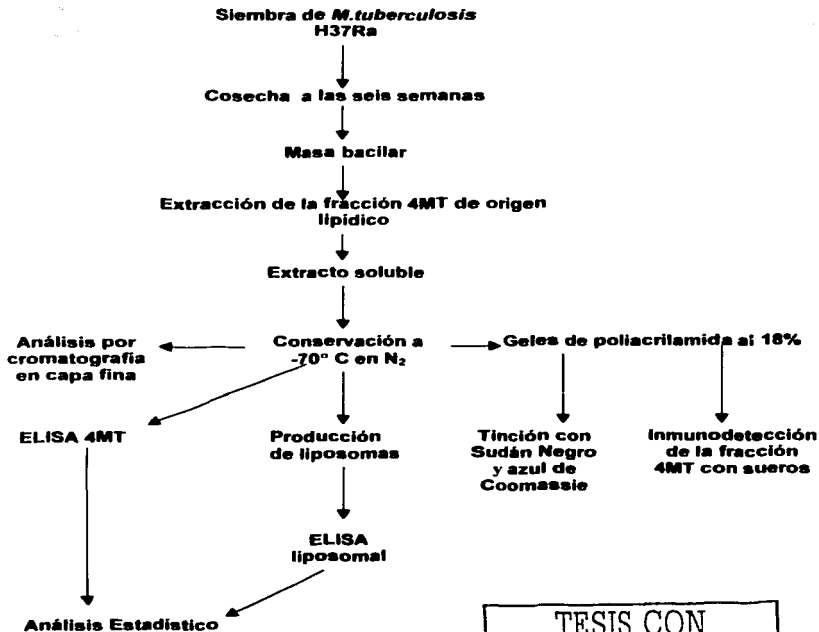 Siembra de M.tuberculosis
H37Ra
Cosecha a las seis semanas
Masa bacilar
Extracción de la fracción 4MT de origen
lipídico
Extracto soluble
Análisis por
cromatografía
en capa fina
Conservación a
-70° C en N₂
Geles de poliacrilamida al 18%
ELISA 4MT
Producción
de liposomas
Tinción con
Sudán Negro
y azul de
Coomassie
Inmunodetección
de la fracción
4MT con sueros
ELISA
liposomal
Análisis Estadístico
TESIS CON